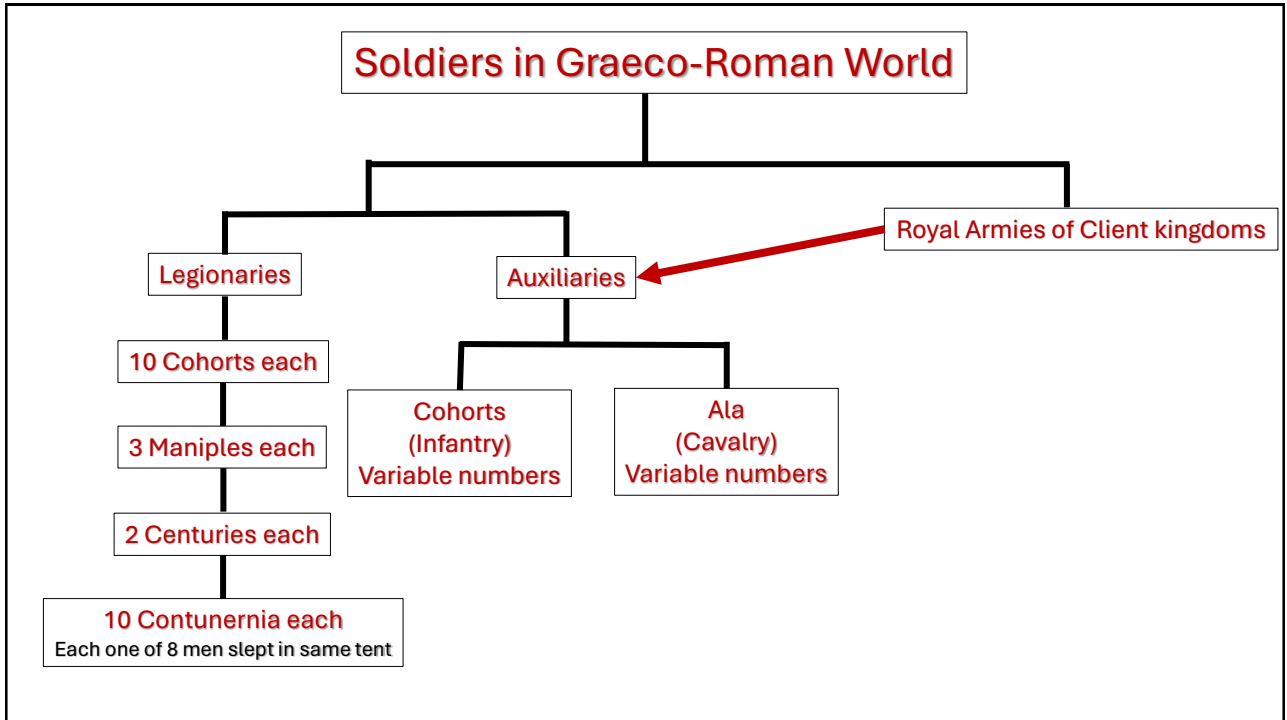 Soldiers in Graeco-Roman World
Royal Armies of Client kingdoms
Legionaries
Auxiliaries
10 Cohorts each
Cohorts
(Infantry)
Variable numbers
Ala
(Cavalry)
Variable numbers
3 Maniples each
2 Centuries each
10 Contunernia each
Each one of 8 men slept in same tent